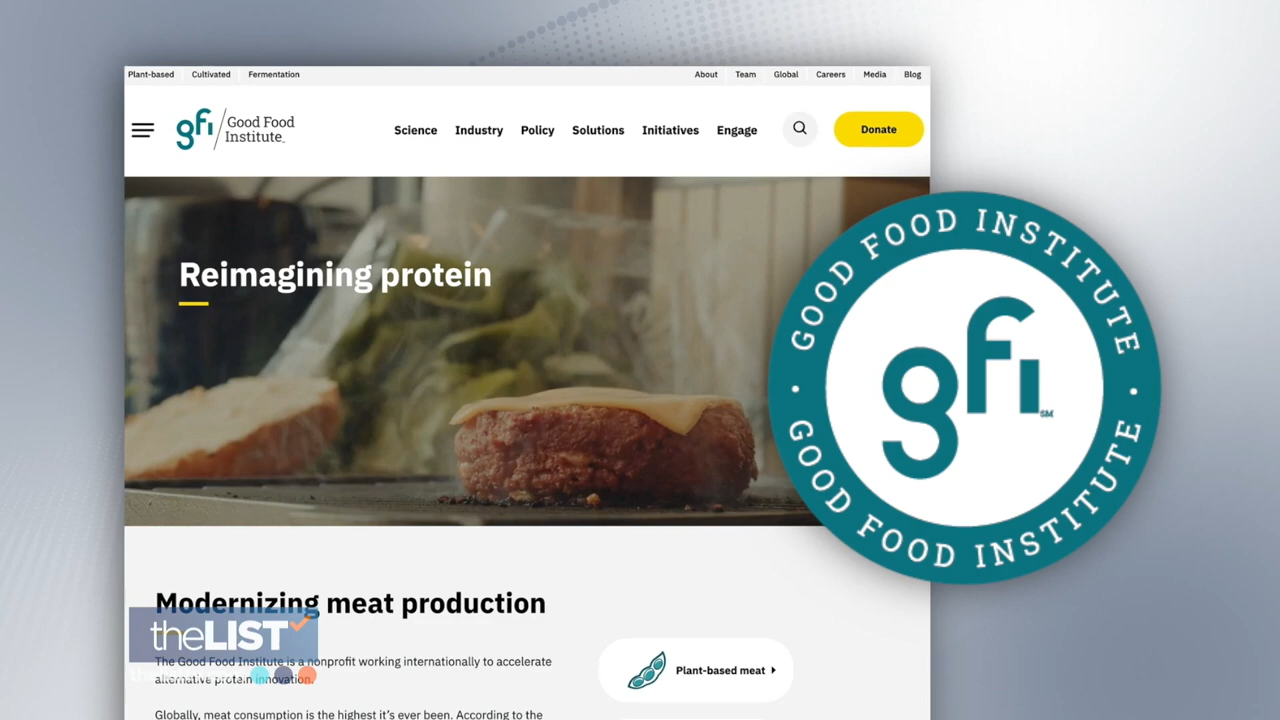 Plant-based Cultivated Fermentation
About Team Global Careers Media Blog
gfi
Good Food
Institute
Science Industry Policy Solutions Initiatives Engage
Donate
Reimagining protein
GOOD FOOD INSTITUTE
gfi
SM
GOOD FOOD INSTITUTE
Modernizing meat production
theLIST
The Good Food Institute is a nonprofit working internationally to accelerate
alternative protein innovation.
Plant-based meat
Globally, meat consumption is the highest it's ever been. According to the